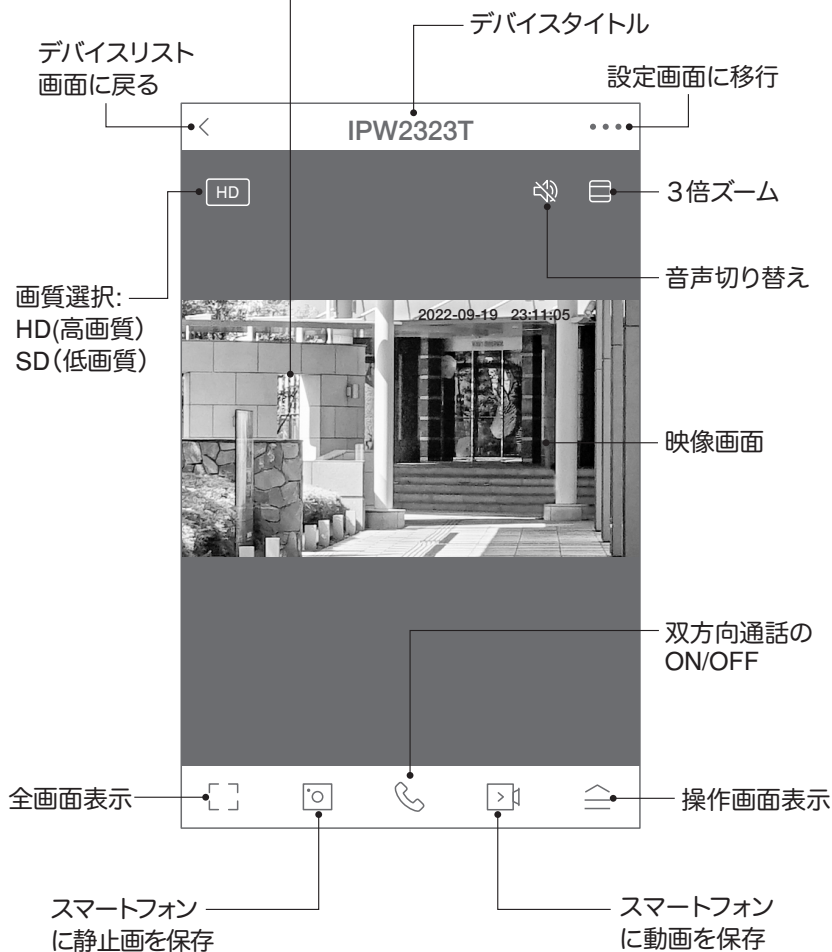 デバイスタイトル
デバイスリスト
画面に戻る
設定画面に移行
IPW2323T
HD
3倍ズーム
音声切り替え
画質選択:
HD(高画質)
SD(低画質)
2022-09-19 23:11:05
映像画面
双方向通話の
ON/OFF
全画面表示
操作画面表示
スマートフォン
に静止画を保存
スマートフォン
に動画を保存